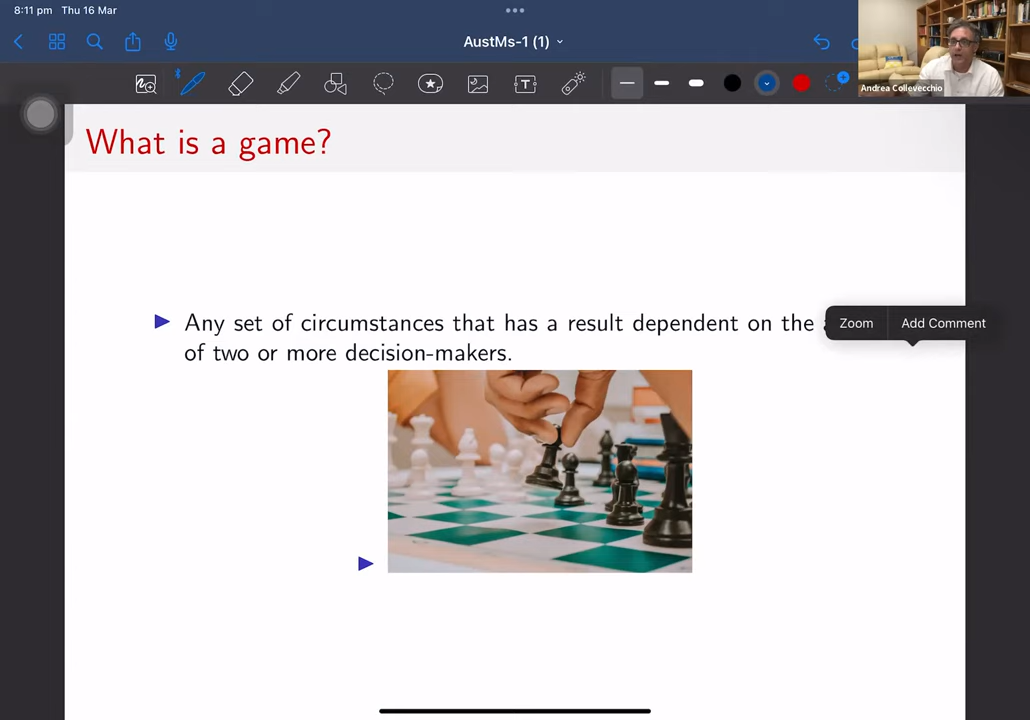 8:11 pm Thu 16 Mar
AustMs-1 (1)
Andrea Collevecchio
What is a game?
Any set of circumstances that has a result dependent on the
Zoom
Add Comment
of two or more decision-makers.